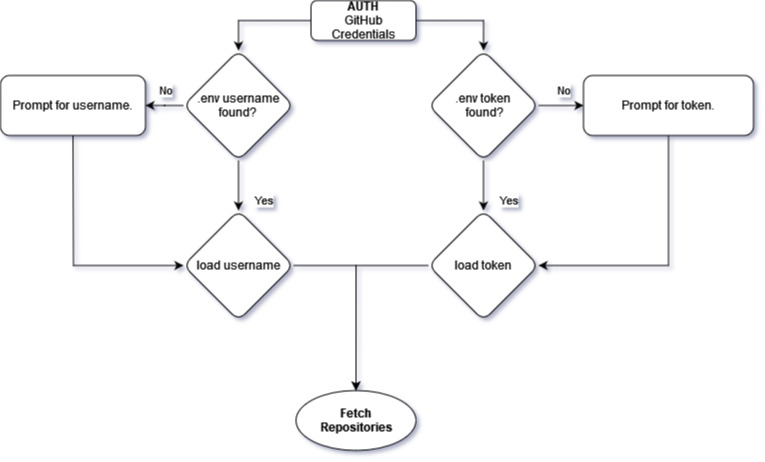 AUTH
GitHub
Credentials
.env username
found?
.env token
found?
No
No
Prompt for username.
Prompt for token.
Yes
Yes
load username
load token
Fetch
Repositories